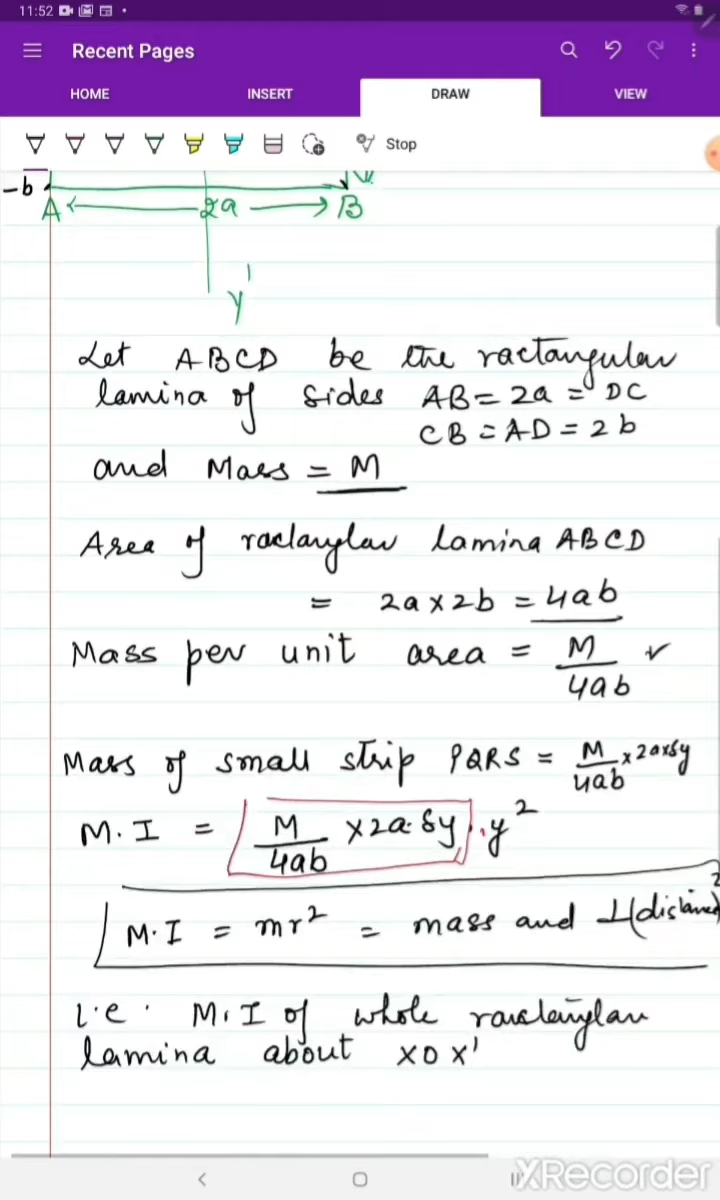 11:52
Recent Pages
HOME INSERT DRAW VIEW
Stop
-b
A 2a B
y'
Let ABCD be the ractangular
lamina of sides AB = 2a = DC
CB = AD = 2b
and Mass = M
Area of raclanylar lamina ABCD
= 2a x 2b = 4ab
Mass per unit area = M/4ab ✓
Mass of small strip PQRS = M/4ab x 2a x δy
M.I = M/4ab x 2a.δy . y²
M.I = mr² = mass and ⊥(distance)²
i.e. M.I of whole ractanglar
lamina about XOX'
XRecorder